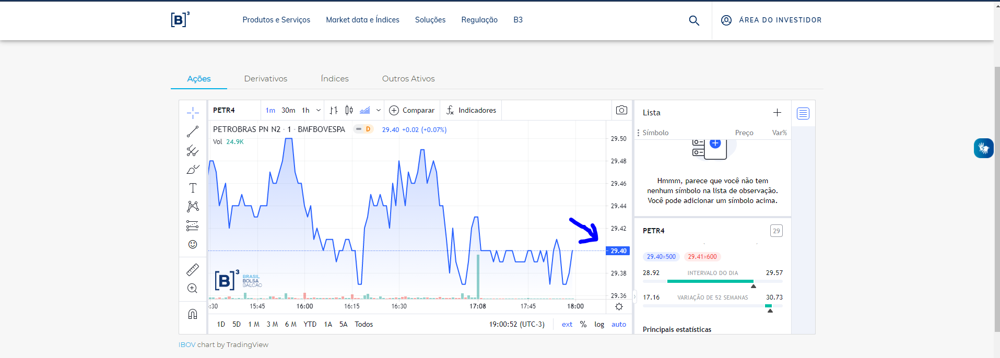 [B]³
Produtos e Serviços Market data e Índices Soluções Regulação B3
ÁREA DO INVESTIDOR
Ações Derivativos Índices Outros Ativos
PETR4 1m 30m 1h Comparar Indicadores
PETROBRAS PN N2 · 1 · BMFBOVESPA D 29.40 +0.02 (+0.07%)
Vol 24.9K
29.50
29.48
29.46
29.44
29.42
29.40
29.38
29.36
[B]³
BRASIL
BOLSA
BALCÃO
:30 15:45 16:00 16:15 16:30 17:08 17:45 18:00
1D 5D 1 M 3 M 6 M YTD 1A 5A Todos 19:00:52 (UTC-3) ext % log auto
IBOV chart by TradingView
Lista
Símbolo Preço Var%
Hmmm, parece que você não tem
nenhum símbolo na lista de observação.
Você pode adicionar um símbolo acima.
PETR4 29
29.40×500 29.41×600
28.92 INTERVALO DO DIA 29.57
17.16 VARIAÇÃO DE 52 SEMANAS 30.73
Principais estatísticas